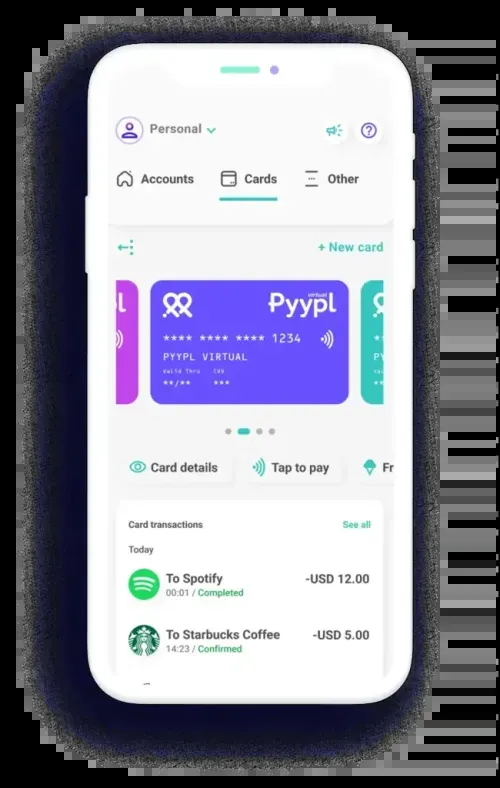 Personal
Accounts Cards Other
+ New card
pl
virtual
Pyypl
**** **** **** 1234
PYYPL VIRTUAL
Valid Thru CVV
**/** ***
PY
**/
Card details Tap to pay Fr
Card transactions See all
Today
To Spotify -USD 12.00
00:01 / Completed
To Starbucks Coffee -USD 5.00
14:23 / Confirmed